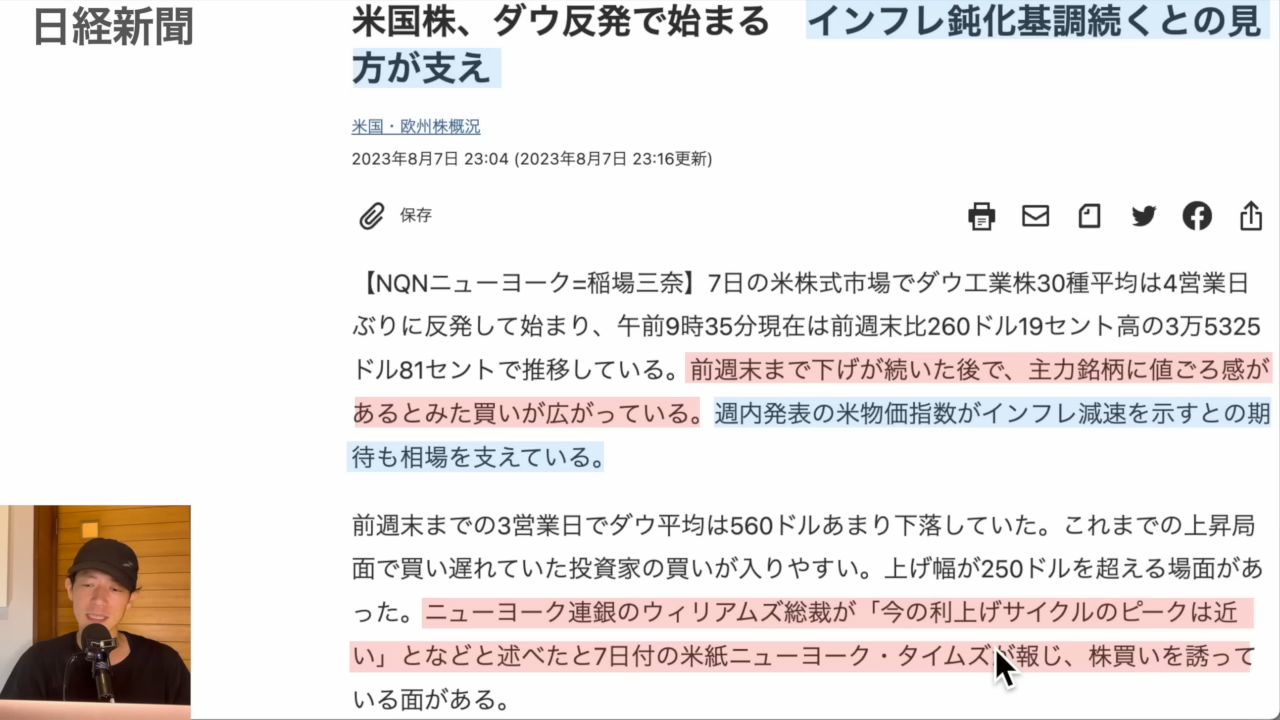 日経新聞
米国株、ダウ反発で始まる　インフレ鈍化基調続くとの見
方が支え
米国・欧州株概況
2023年8月7日 23:04 (2023年8月7日 23:16更新)
保存
【NQNニューヨーク=稲場三奈】7日の米株式市場でダウ工業株30種平均は4営業日
ぶりに反発して始まり、午前9時35分現在は前週末比260ドル19セント高の3万5325
ドル81セントで推移している。前週末まで下げが続いた後で、主力銘柄に値ごろ感が
あるとみた買いが広がっている。週内発表の米物価指数がインフレ減速を示すとの期
待も相場を支えている。
前週末までの3営業日でダウ平均は560ドルあまり下落していた。これまでの上昇局
面で買い遅れていた投資家の買いが入りやすい。上げ幅が250ドルを超える場面があ
った。ニューヨーク連銀のウィリアムズ総裁が「今の利上げサイクルのピークは近
い」となどと述べたと7日付の米紙ニューヨーク・タイムズが報じ、株買いを誘って
いる面がある。